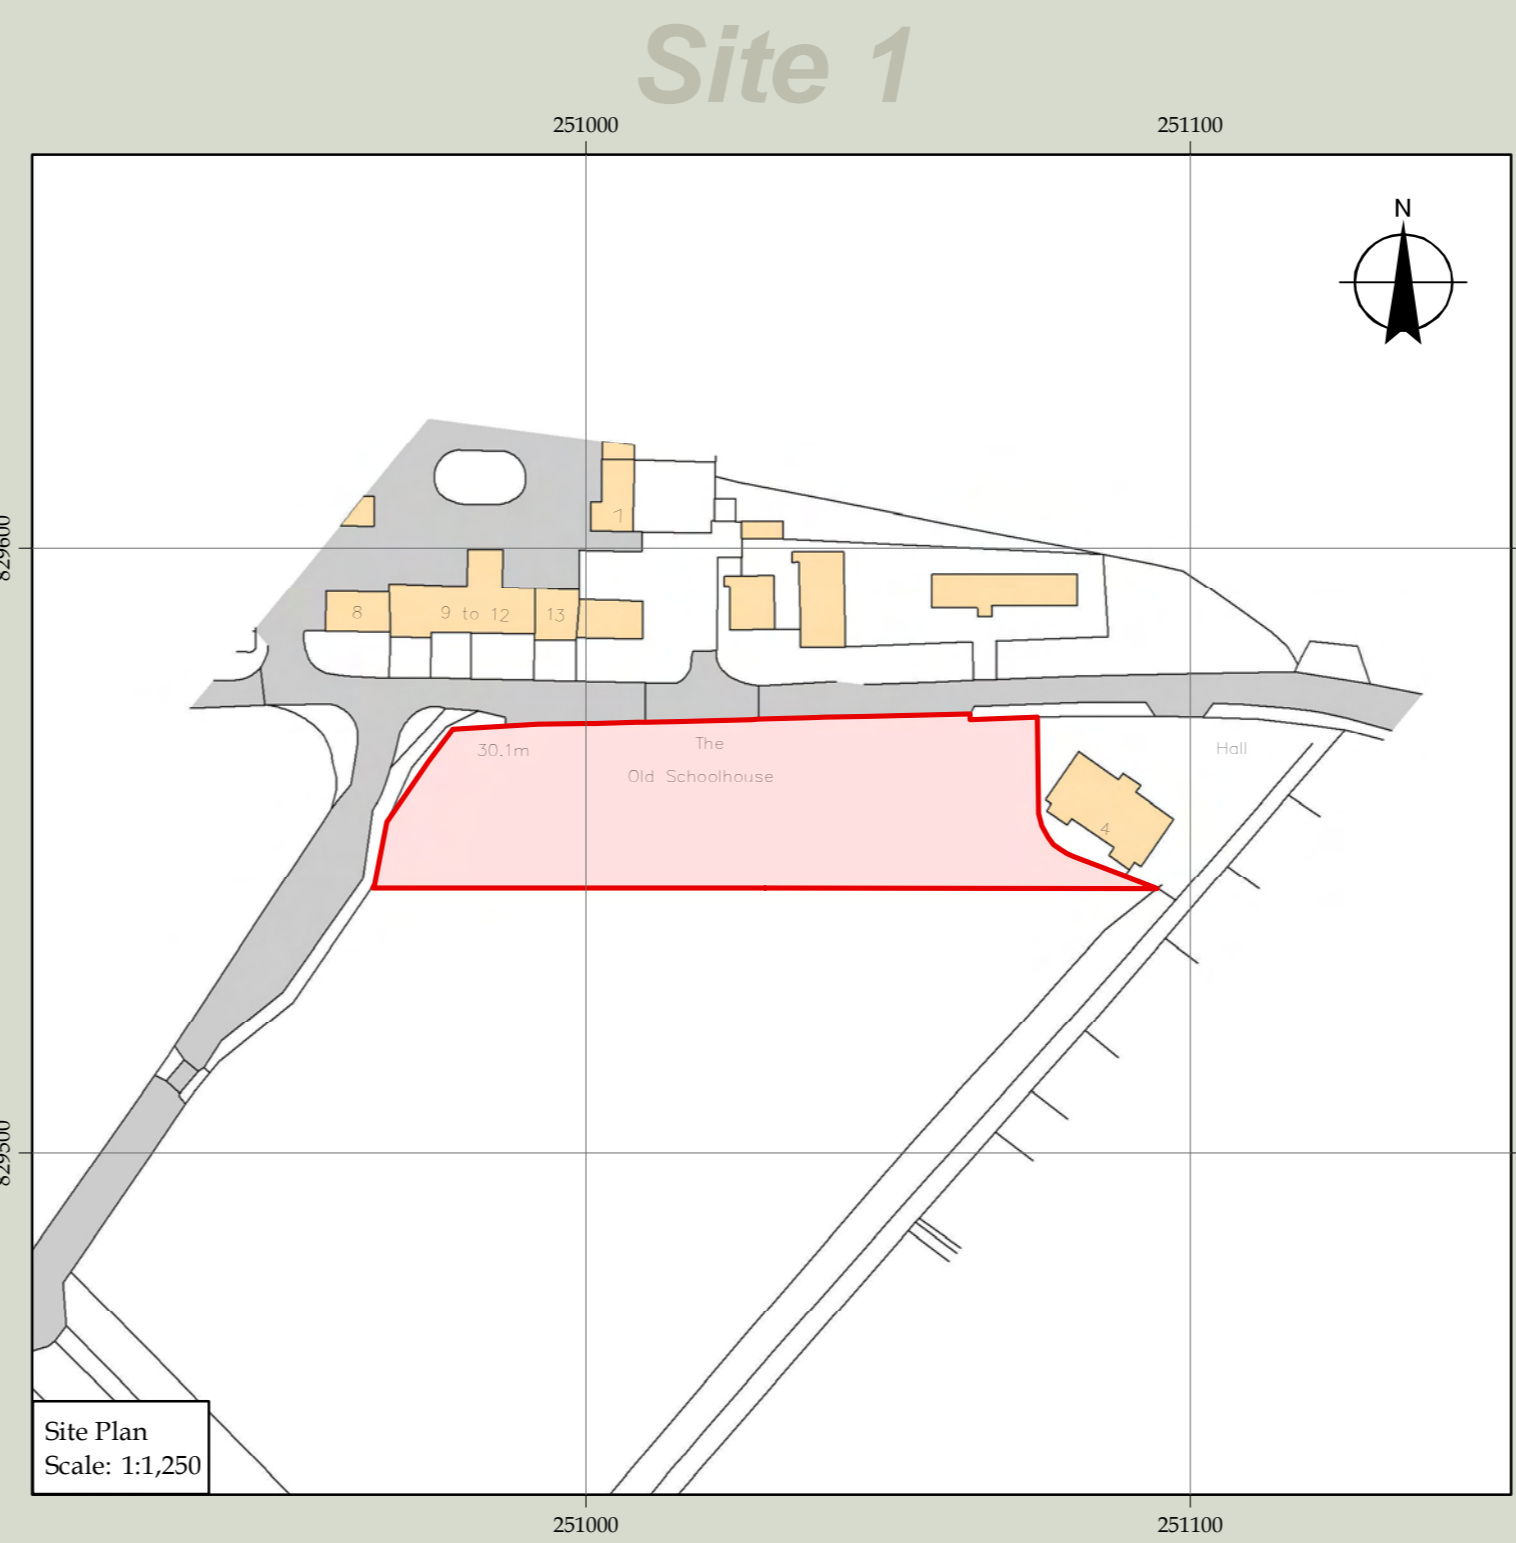 Site 1
251000 251100
N
829600
7
8 9 to 12 13
30.1m
The
Old Schoolhouse
Hall
4
829500
Site Plan
Scale: 1:1,250
251000 251100